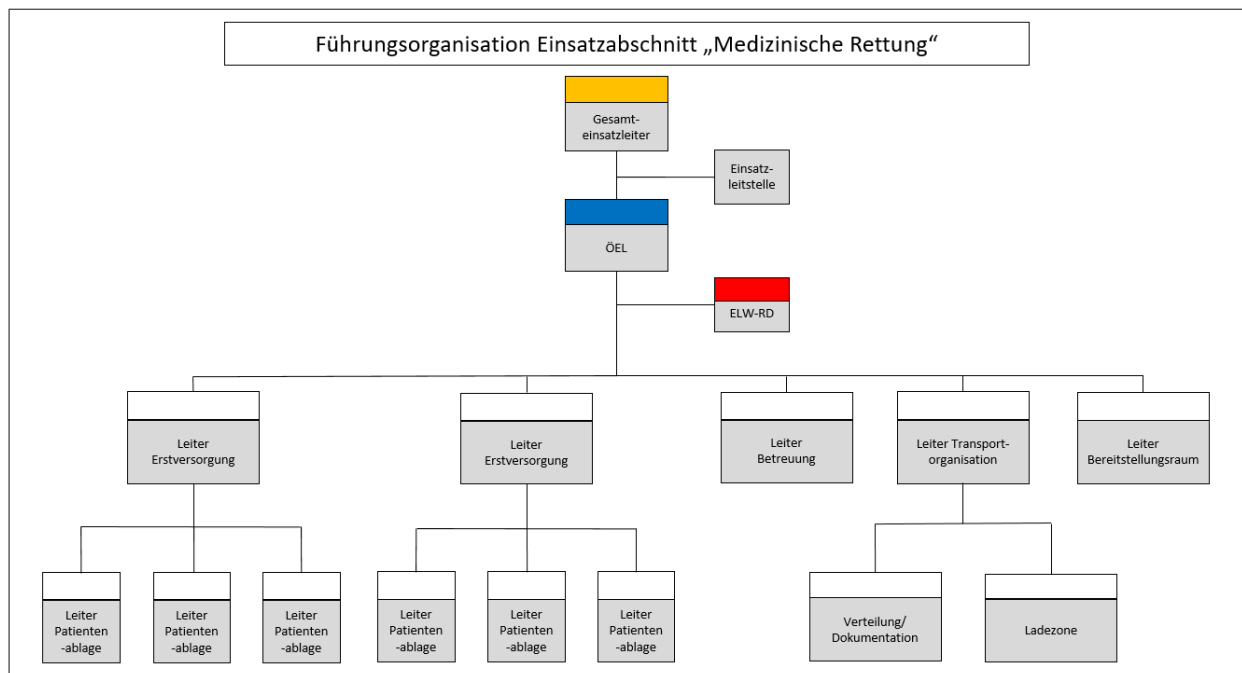 Führungsorganisation Einsatzabschnitt „Medizinische Rettung“
Gesamt-
einsatzleiter
Einsatz-
leitstelle
ÖEL
ELW-RD
Leiter
Erstversorgung
Leiter
Erstversorgung
Leiter
Betreuung
Leiter Transport-
organisation
Leiter
Bereitstellungsraum
Leiter
Patienten
-ablage
Leiter
Patienten
-ablage
Leiter
Patienten
-ablage
Leiter
Patienten
-ablage
Leiter
Patienten
-ablage
Leiter
Patienten
-ablage
Verteilung/
Dokumentation
Ladezone